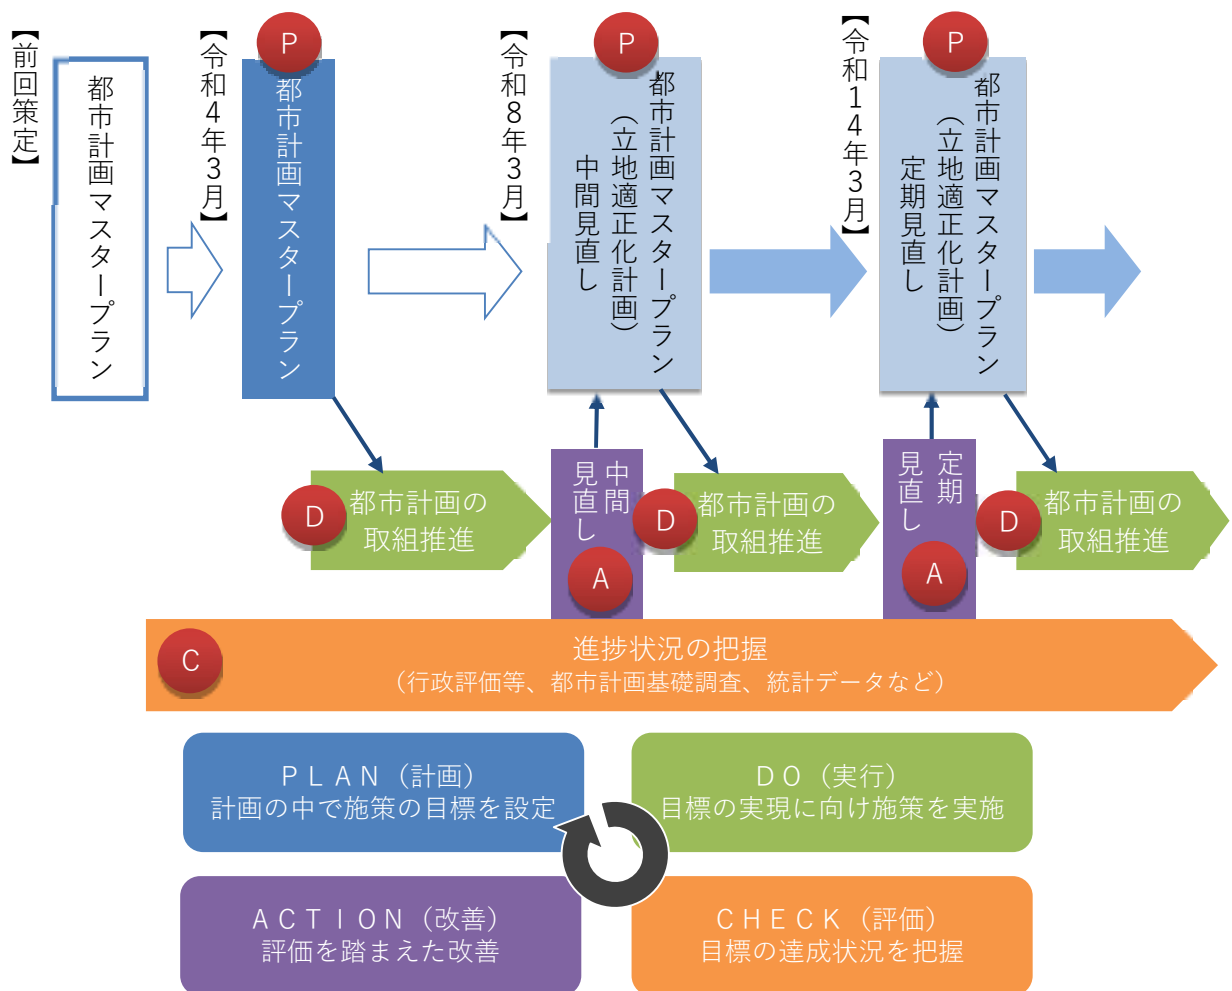 【前回策定】
都市計画マスタープラン
【令和４年３月】
P
都市計画マスタープラン
【令和８年３月】
P
都市計画マスタープラン
（立地適正化計画）
中間見直し
【令和１４年３月】
P
都市計画マスタープラン
（立地適正化計画）
定期見直し
D
都市計画の
取組推進
中間
見直し
A
D
都市計画の
取組推進
定期
見直し
A
D
都市計画の
取組推進
C
進捗状況の把握
（行政評価等、都市計画基礎調査、統計データなど）
ＰＬＡＮ（計画）
計画の中で施策の目標を設定
ＤＯ（実行）
目標の実現に向け施策を実施
ＡＣＴＩＯＮ（改善）
評価を踏まえた改善
ＣＨＥＣＫ（評価）
目標の達成状況を把握